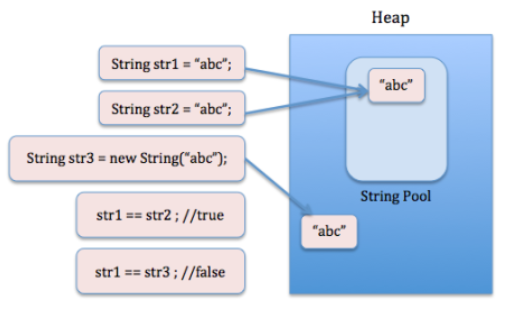 Heap
String str1 = “abc”;
“abc”
String str2 = “abc”;
String str3 = new String(“abc”);
String Pool
str1 == str2 ; //true
“abc”
str1 == str3 ; //false